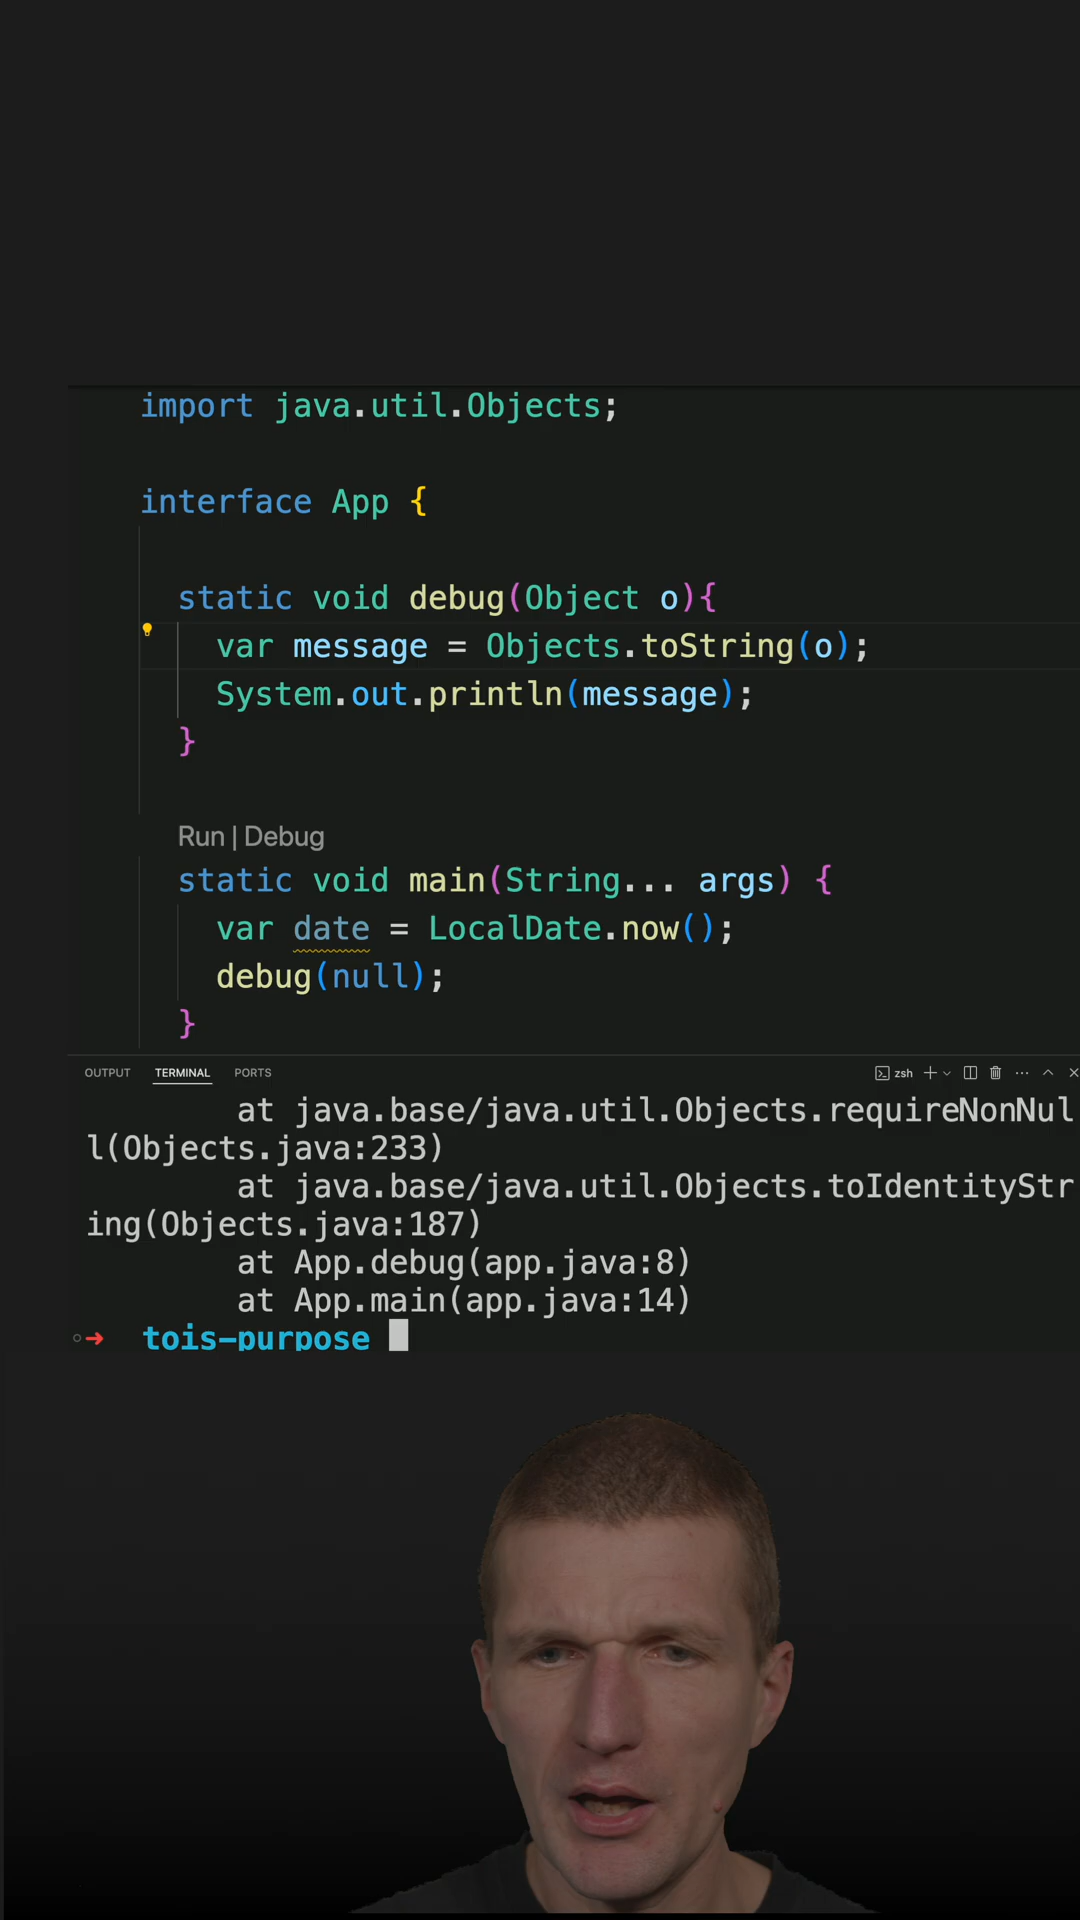 import java.util.Objects;
interface App {
static void debug(Object o){
var message = Objects.toString(o);
System.out.println(message);
}
Run | Debug
static void main(String... args) {
var date = LocalDate.now();
debug(null);
}
OUTPUT TERMINAL PORTS zsh
at java.base/java.util.Objects.requireNonNul
l(Objects.java:233)
at java.base/java.util.Objects.toIdentityStr
ing(Objects.java:187)
at App.debug(app.java:8)
at App.main(app.java:14)
tois-purpose